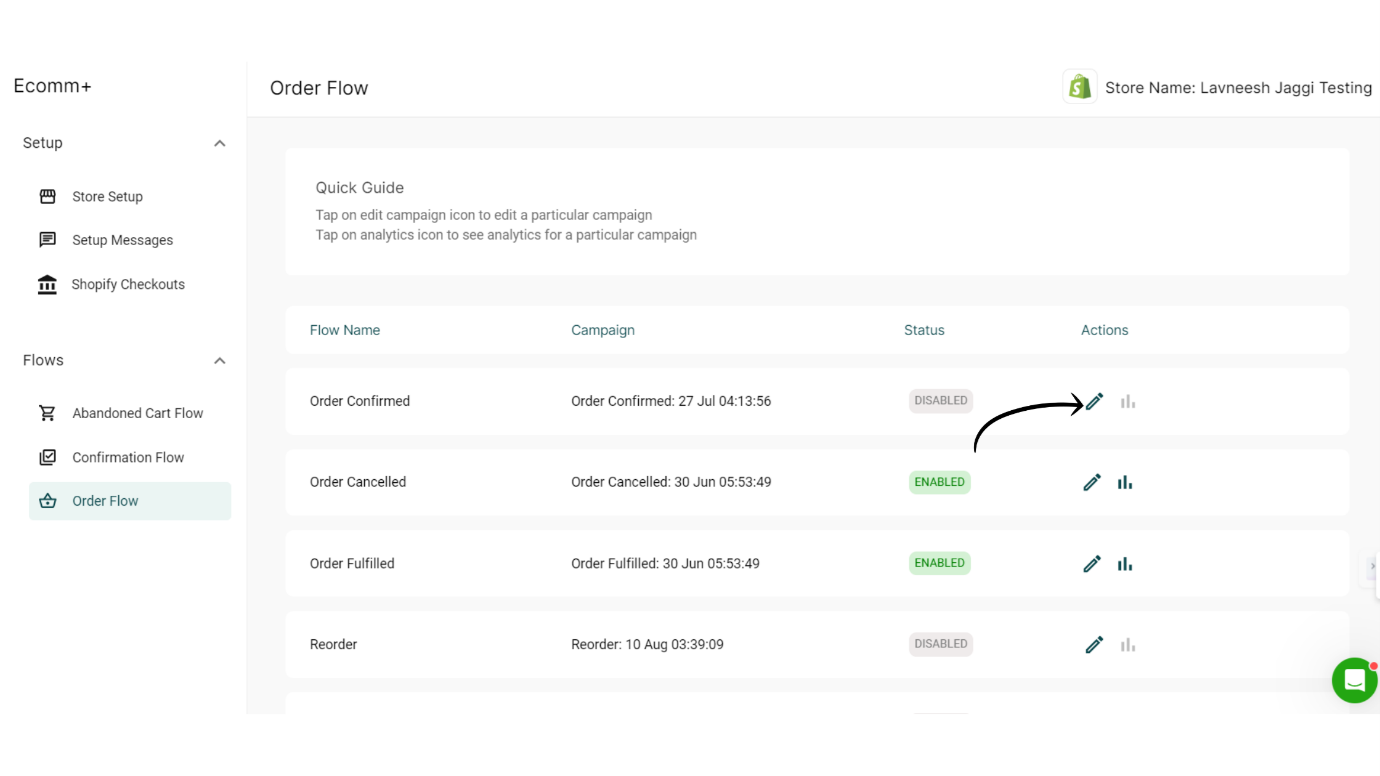 Ecomm+
Order Flow
Store Name: Lavneesh Jaggi Testing
Setup
Store Setup
Setup Messages
Shopify Checkouts
Flows
Abandoned Cart Flow
Confirmation Flow
Order Flow
Quick Guide
Tap on edit campaign icon to edit a particular campaign
Tap on analytics icon to see analytics for a particular campaign
Flow Name Campaign Status Actions
Order Confirmed Order Confirmed: 27 Jul 04:13:56 DISABLED
Order Cancelled Order Cancelled: 30 Jun 05:53:49 ENABLED
Order Fulfilled Order Fulfilled: 30 Jun 05:53:49 ENABLED
Reorder Reorder: 10 Aug 03:39:09 DISABLED